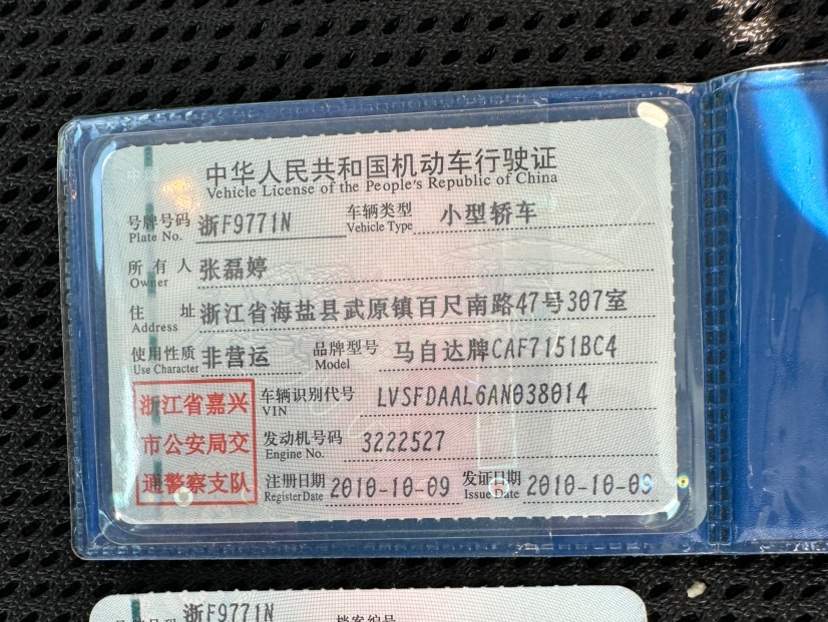 中华人民共和国机动车行驶证
Vehicle License of the People's Republic of China
号牌号码 浙F9771N 车辆类型 小型轿车
Plate No. Vehicle Type
所有人 张磊婷
Owner
住址 浙江省海盐县武原镇百尺南路47号307室
Address
使用性质 非营运 品牌型号 马自达牌CAF7151BC4
Use Character Model
浙江省嘉兴
市公安局交
通警察支队
车辆识别代号 LVSFDAAL6AN038014
VIN
发动机号码 3222527
Engine No.
注册日期 2010-10-09 发证日期 2010-10-09
Register Date Issue Date
号牌号码 浙F9771N 档案编号